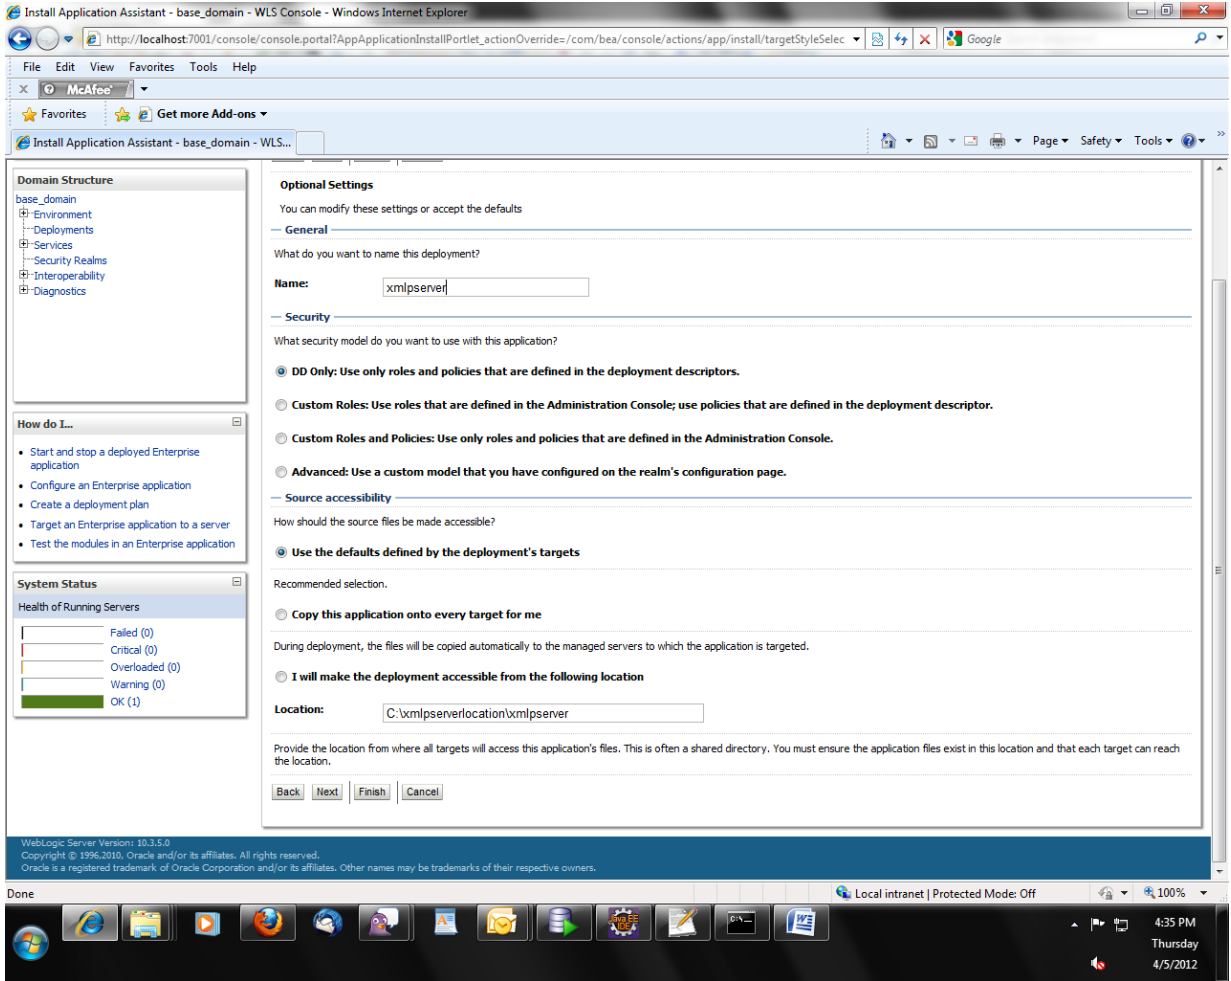 Install Application Assistant - base_domain - WLS Console - Windows Internet Explorer
http://localhost:7001/console/console.portal?AppApplicationInstallPortlet_actionOverride=/com/bea/console/actions/app/install/targetStyleSelec
Google
File Edit View Favorites Tools Help
x McAfee
Favorites Get more Add-ons
Install Application Assistant - base_domain - WLS...
Page Safety Tools
Domain Structure
base_domain
Environment
Deployments
Services
Security Realms
Interoperability
Diagnostics
How do I...
Start and stop a deployed Enterprise
application
Configure an Enterprise application
Create a deployment plan
Target an Enterprise application to a server
Test the modules in an Enterprise application
System Status
Health of Running Servers
Failed (0)
Critical (0)
Overloaded (0)
Warning (0)
OK (1)
Optional Settings
You can modify these settings or accept the defaults
General
What do you want to name this deployment?
Name: xmlpserver
Security
What security model do you want to use with this application?
DD Only: Use only roles and policies that are defined in the deployment descriptors.
Custom Roles: Use roles that are defined in the Administration Console; use policies that are defined in the deployment descriptor.
Custom Roles and Policies: Use only roles and policies that are defined in the Administration Console.
Advanced: Use a custom model that you have configured on the realm's configuration page.
Source accessibility
How should the source files be made accessible?
Use the defaults defined by the deployment's targets
Recommended selection.
Copy this application onto every target for me
During deployment, the files will be copied automatically to the managed servers to which the application is targeted.
I will make the deployment accessible from the following location
Location: C:\xmlpserverlocation\xmlpserver
Provide the location from where all targets will access this application's files. This is often a shared directory. You must ensure the application files exist in this location and that each target can reach
the location.
Back Next Finish Cancel
WebLogic Server Version: 10.3.5.0
Copyright © 1996,2010, Oracle and/or its affiliates. All rights reserved.
Oracle is a registered trademark of Oracle Corporation and/or its affiliates. Other names may be trademarks of their respective owners.
Done
Local intranet | Protected Mode: Off
100%
Java EE
IDE
C:\
4:35 PM
Thursday
4/5/2012